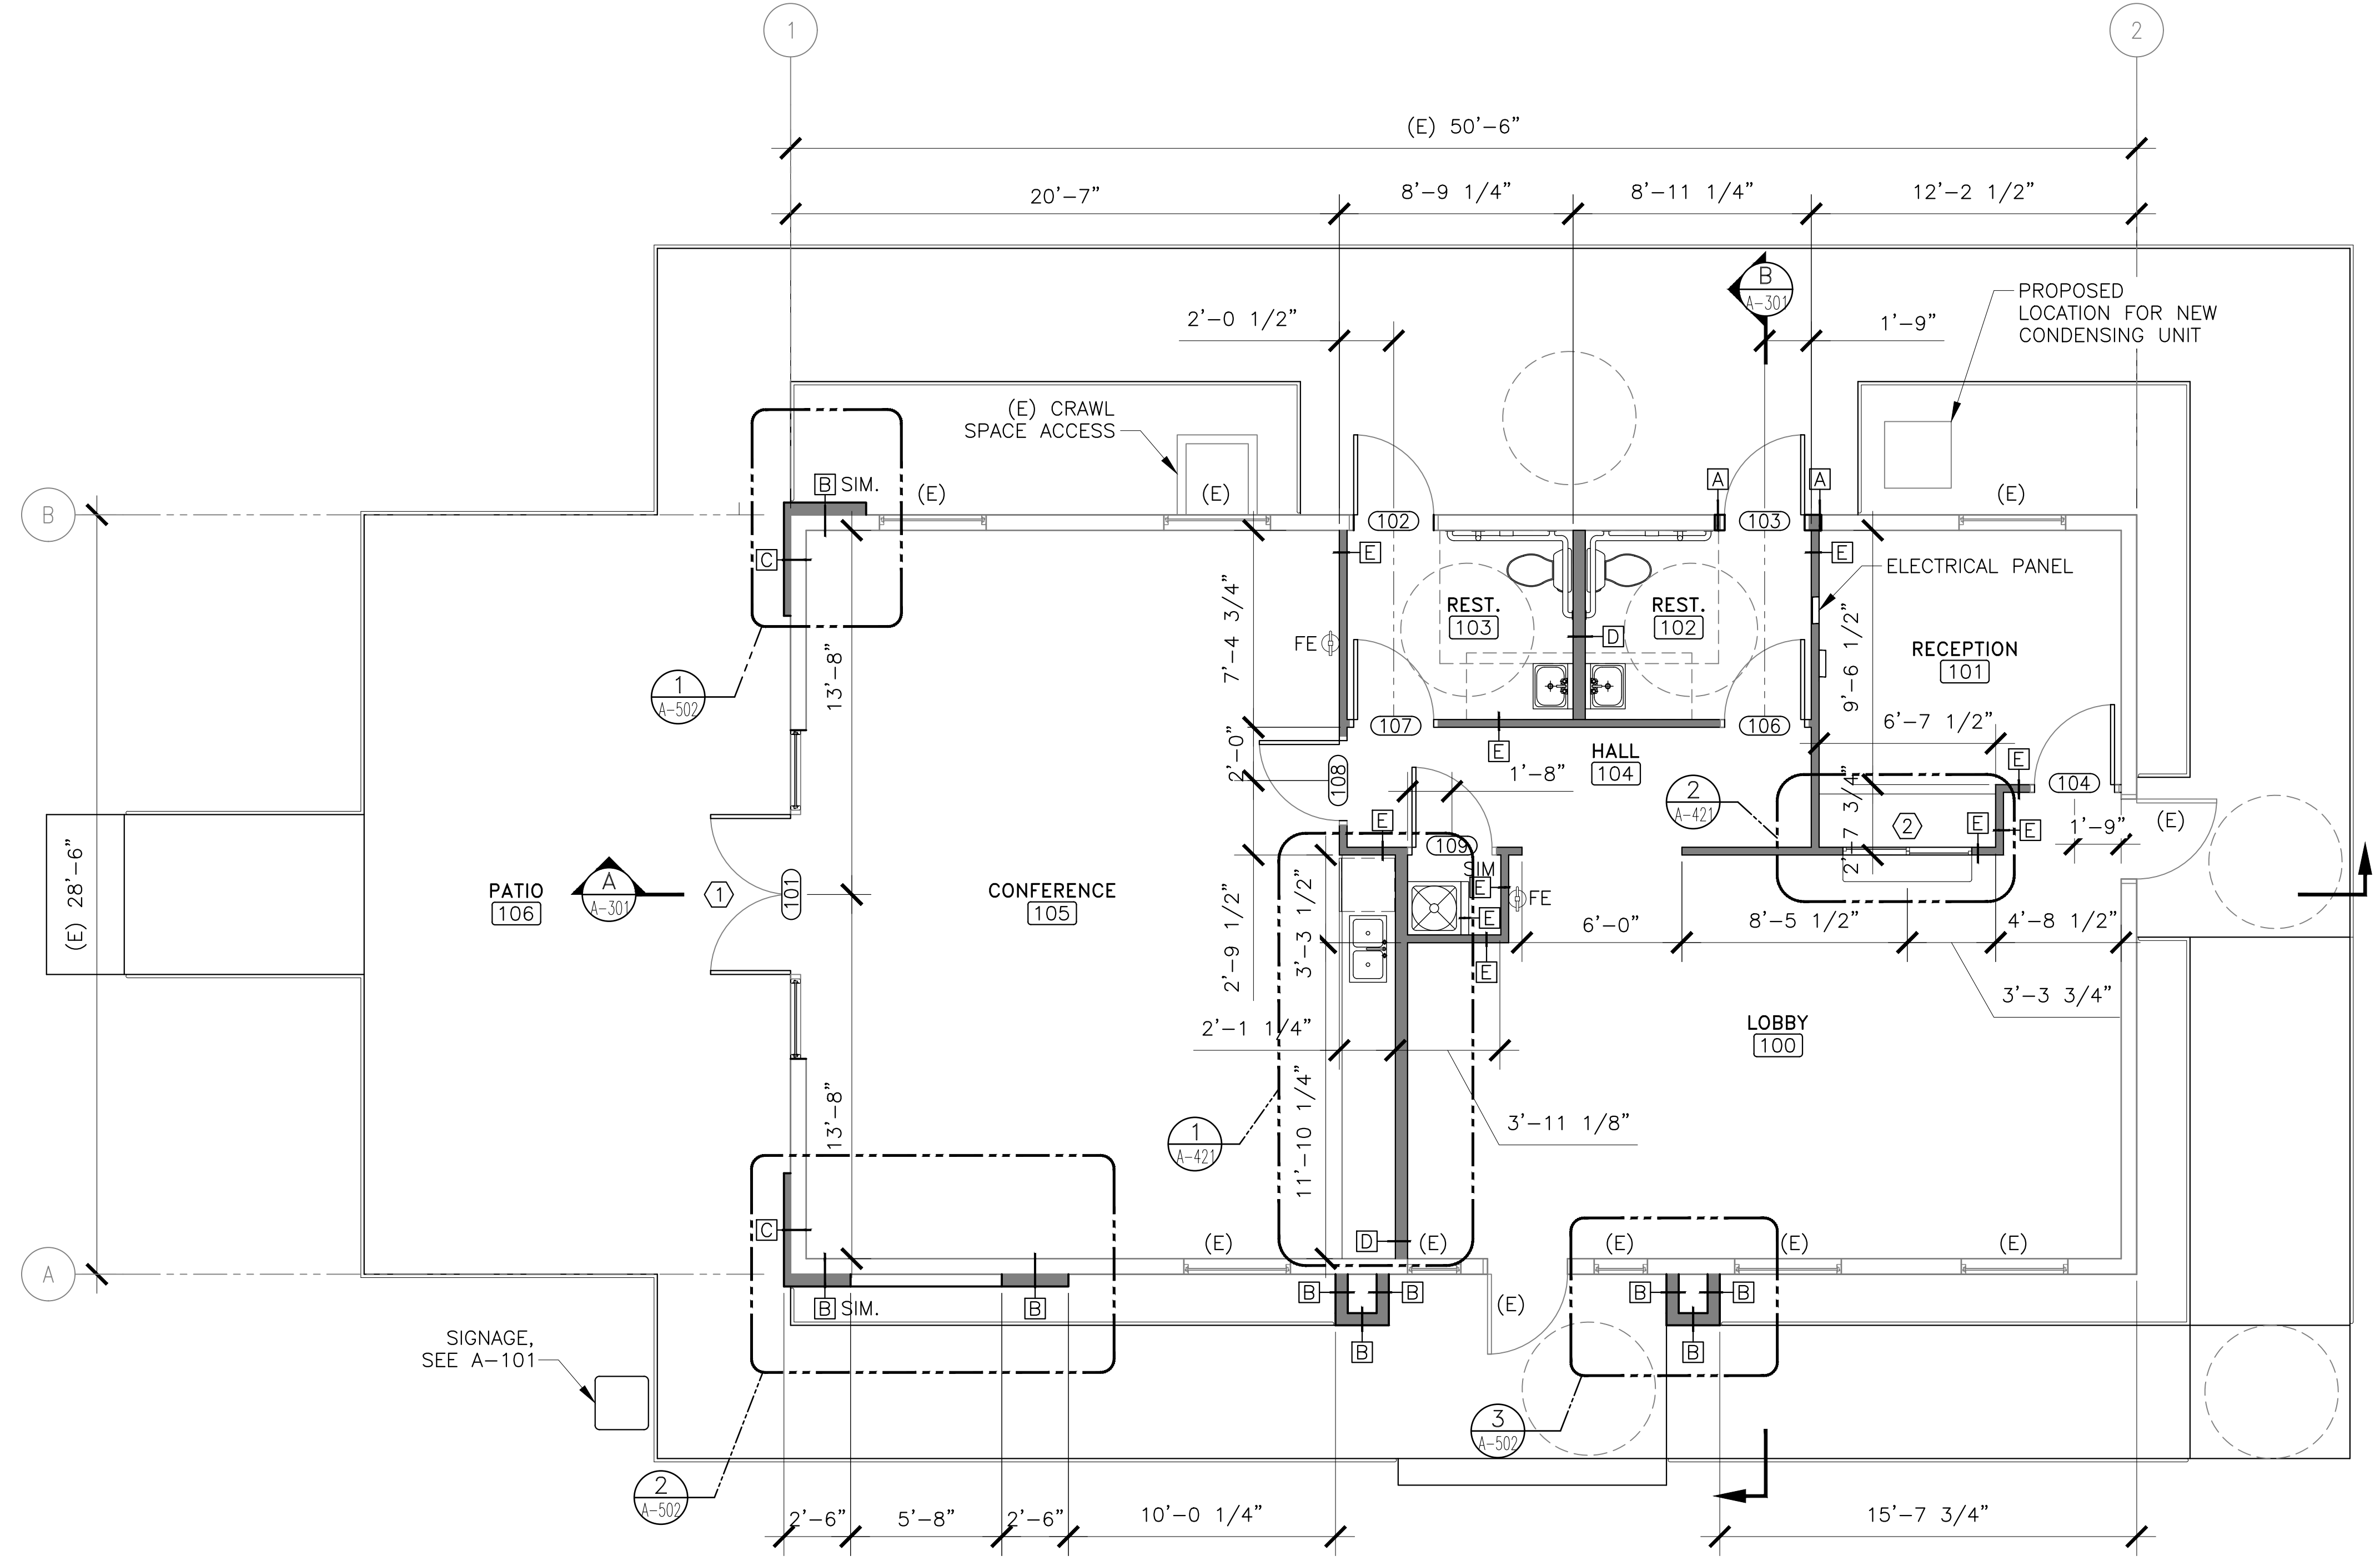 1
2
(E) 50'-6"
20'-7"
8'-9 1/4"
8'-11 1/4"
12'-2 1/2"
B
A-301
PROPOSED
LOCATION FOR NEW
CONDENSING UNIT
2'-0 1/2"
1'-9"
(E) CRAWL
SPACE ACCESS
B SIM.
(E)
(E)
A
A
(E)
B
102
103
C
E
E
ELECTRICAL PANEL
REST.
103
REST.
102
D
7'-4 3/4"
FE
13'-8"
9'-6 1/2"
RECEPTION
101
1
A-502
107
106
6'-7 1/2"
E
HALL
104
2'-0"
108
1'-8"
E
104
2
A-421
2'-7 3/4"
2
E
E
1'-9"
(E)
E
109
SIM
E
FE
E
E
(E) 28'-6"
PATIO
106
A
A-301
1
101
CONFERENCE
105
2'-9 1/2"
3'-3 1/2"
6'-0"
8'-5 1/2"
4'-8 1/2"
3'-3 3/4"
2'-1 1/4"
LOBBY
100
13'-8"
11'-10 1/4"
1
A-421
3'-11 1/8"
C
D
(E)
(E)
(E)
(E)
(E)
A
B SIM.
B
B
B
B
(E)
B
B
B
SIGNAGE,
SEE A-101
3
A-502
2
A-502
2'-6"
5'-8"
2'-6"
10'-0 1/4"
15'-7 3/4"